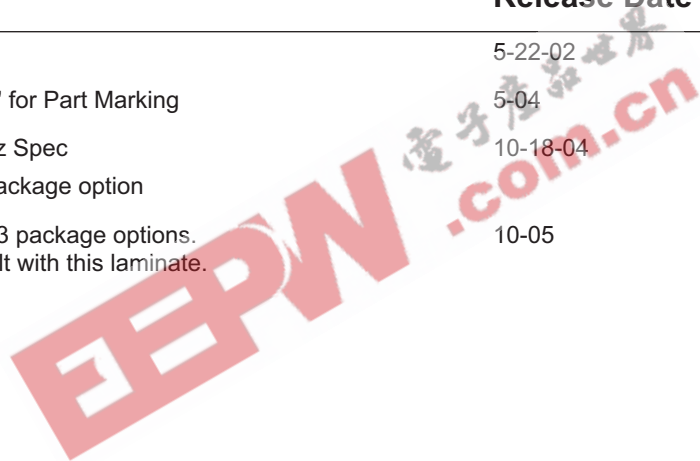 Release Date
5-22-02
for Part Marking 5-04
z Spec 10-18-04
ackage option
3 package options. 10-05
lt with this laminate.
EEPW
電子產品世界
.com.cn